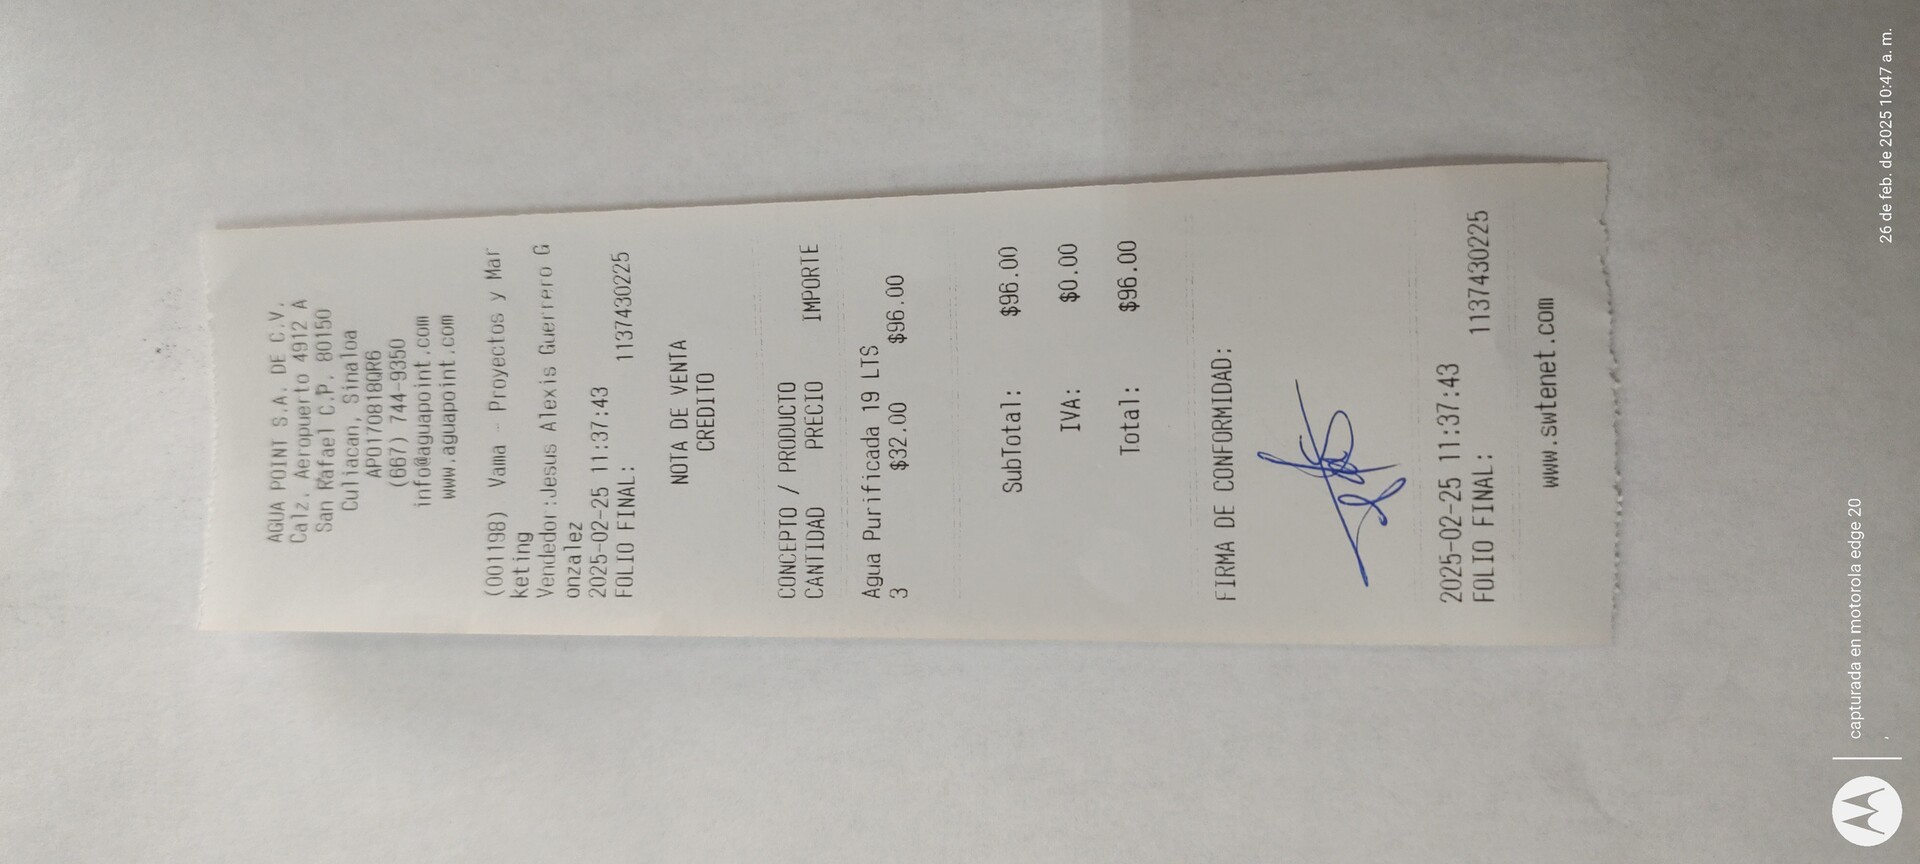 AGUA POINT S.A. DE C.V.
Calz. Aeropuerto 4912 A
San Rafael C.P. 80150
Culiacan, Sinaloa
APO170818QR6
(667) 744-9350
info@aguapoint.com
www.aguapoint.com
(001198) Vama - Proyectos y Mar
keting
Vendedor:Jesus Alexis Guerrero G
onzalez
2025-02-25 11:37:43
FOLIO FINAL: 1137430225
NOTA DE VENTA
CREDITO
CONCEPTO / PRODUCTO
CANTIDAD PRECIO IMPORTE
Agua Purificada 19 LTS
3 $32.00 $96.00
SubTotal: $96.00
IVA: $0.00
Total: $96.00
FIRMA DE CONFORMIDAD:
2025-02-25 11:37:43
FOLIO FINAL: 1137430225
www.swtenet.com
capturada en motorola edge 20
26 de feb. de 2025 10:47 a. m.